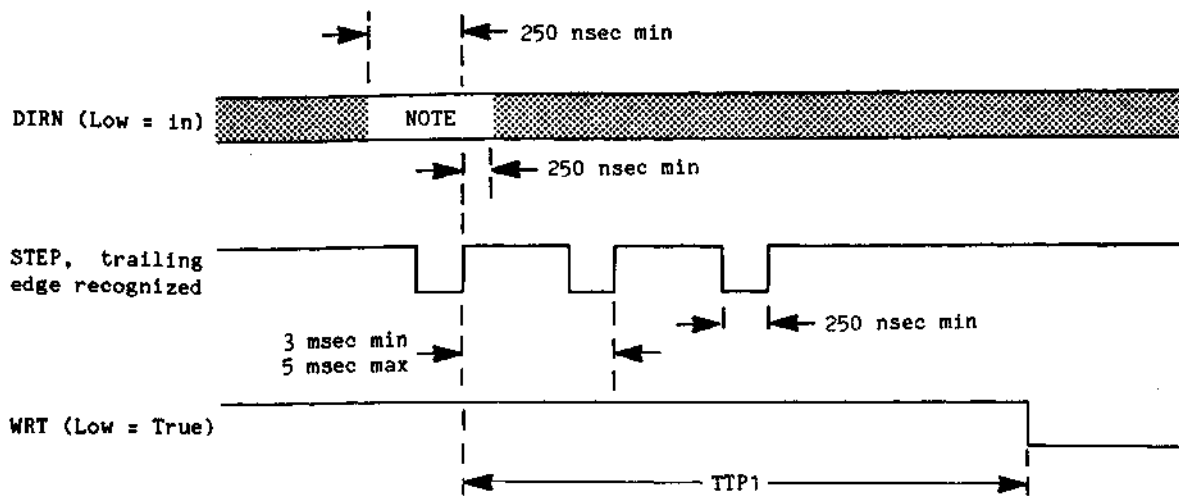 250 nsec min
DIRN (Low = in)
NOTE
250 nsec min
STEP, trailing
edge recognized
250 nsec min
3 msec min
5 msec max
WRT (Low = True)
TTP1